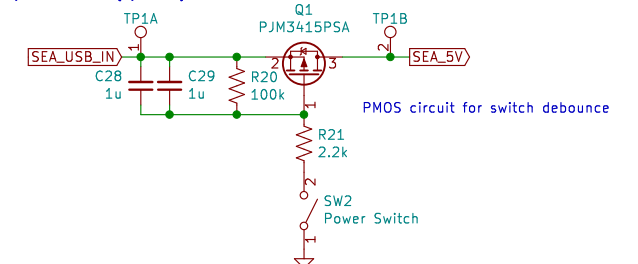 Q1
PJM3415PSA
TP1A
TP1B
1
2
SEA_USB_IN
2
3
SEA_5V
C28
1u
C29
1u
R20
100k
1
PMOS circuit for switch debounce
R21
2.2k
2
SW2
Power Switch
1